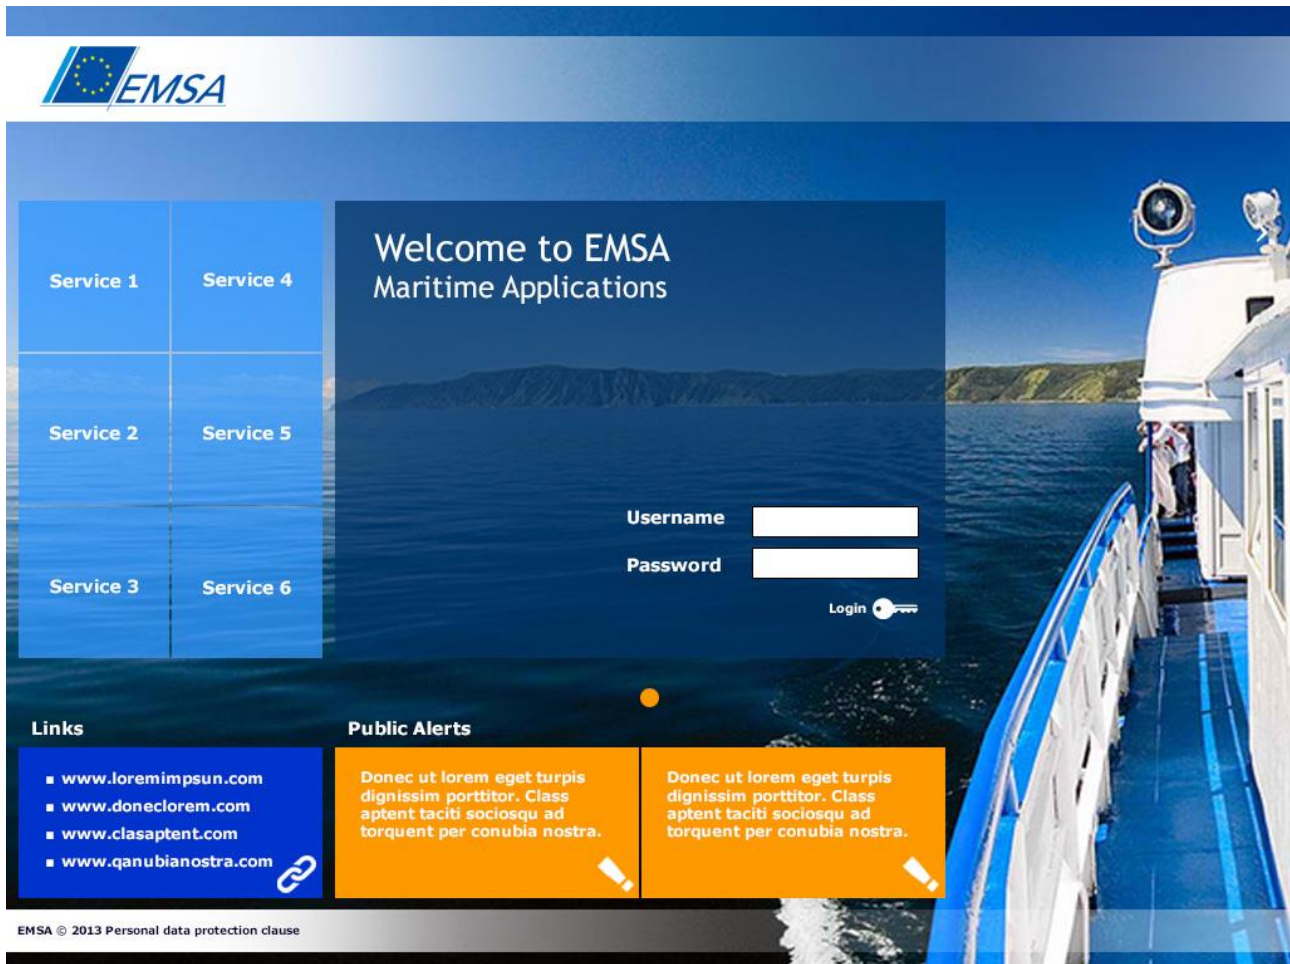 EMSA
Service 1
Service 4
Service 2
Service 5
Service 3
Service 6
Welcome to EMSA
Maritime Applications
Username
Password
Login
Links
▪ www.loremimpsun.com
▪ www.doneclorem.com
▪ www.clasaptent.com
▪ www.qanubianostra.com
Public Alerts
Donec ut lorem eget turpis
dignissim porttitor. Class
aptent taciti sociosqu ad
torquent per conubia nostra.
Donec ut lorem eget turpis
dignissim porttitor. Class
aptent taciti sociosqu ad
torquent per conubia nostra.
EMSA © 2013 Personal data protection clause